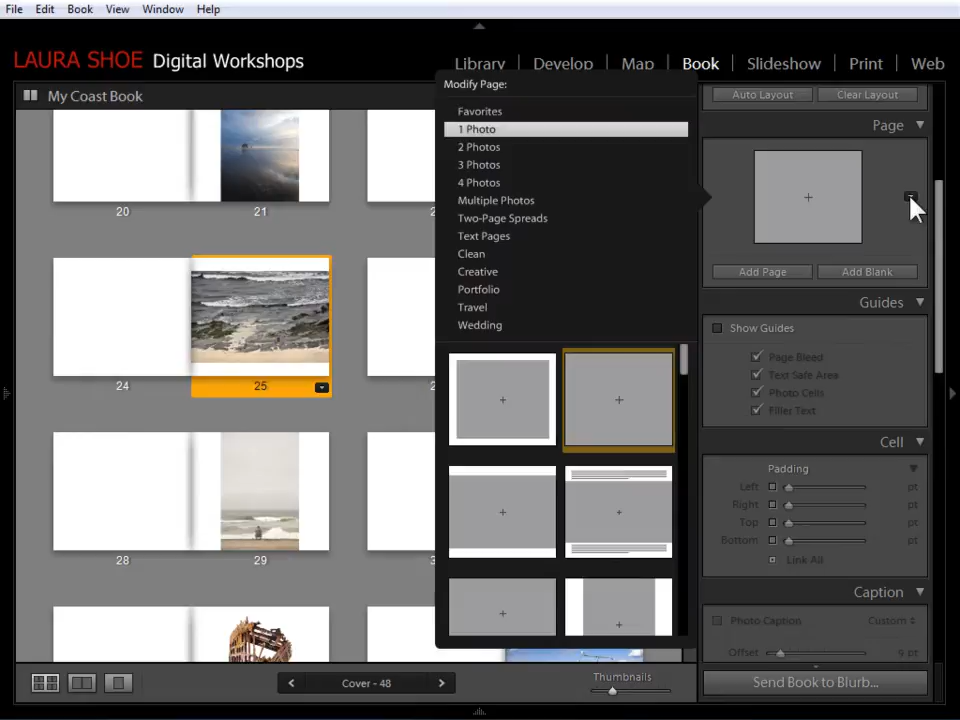 File Edit Book View Window Help
LAURA SHOE Digital Workshops
Library Develop Map Book Slideshow Print Web
My Coast Book
Modify Page:
Favorites
1 Photo
2 Photos
3 Photos
4 Photos
Multiple Photos
Two-Page Spreads
Text Pages
Clean
Creative
Portfolio
Travel
Wedding
20
21
24
25
28
29
Auto Layout Clear Layout
Page
Add Page Add Blank
Guides
Show Guides
Page Bleed
Text Safe Area
Photo Cells
Filler Text
Cell
Padding
Left pt
Right pt
Top pt
Bottom pt
Link All
Caption
Photo Caption Custom
Offset 9 pt
Cover - 48
Thumbnails
Send Book to Blurb...